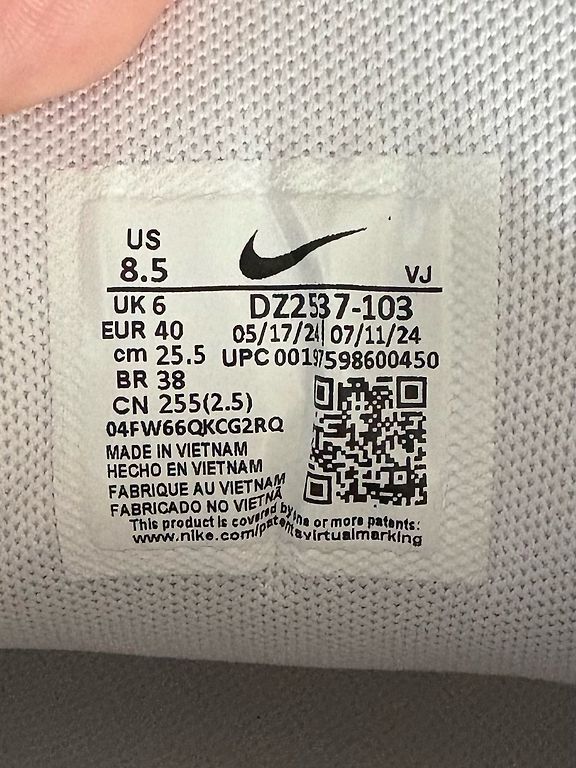 US
8.5
VJ
UK 6
DZ2537-103
EUR 40
05/17/24 07/11/24
cm 25.5
UPC 00197598600450
BR 38
CN 255(2.5)
04FW66QKCG2RQ
MADE IN VIETNAM
HECHO EN VIETNAM
FABRIQUE AU VIETNAM
FABRICADO NO VIETNÃ
This product is covered by one or more patents:
www.nike.com/patentsvirtualmarking